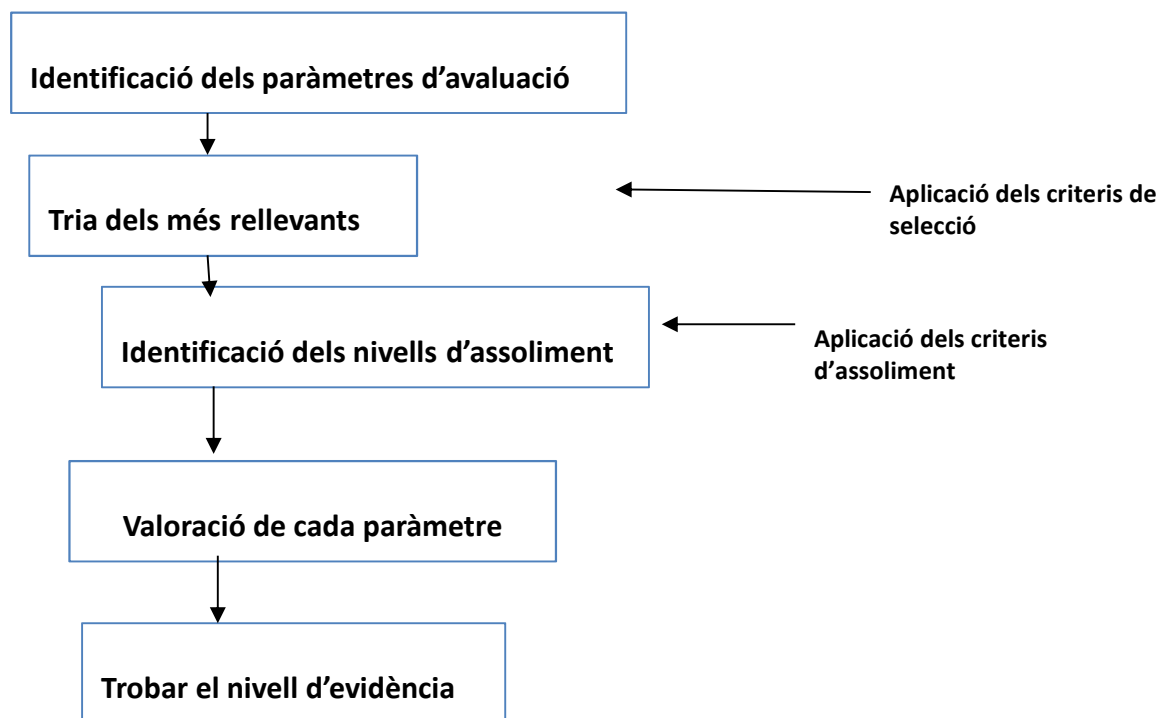 Identificació dels paràmetres d’avaluació
Tria dels més rellevants
Aplicació dels criteris de
selecció
Identificació dels nivells d’assoliment
Aplicació dels criteris
d’assoliment
Valoració de cada paràmetre
Trobar el nivell d’evidència